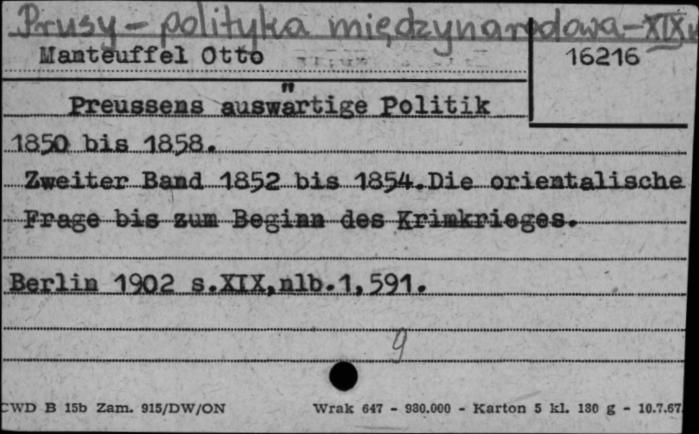 Prusy - polityka międzynarodowa - XIX w
Manteuffel Otto
16216
Preussens auswärtige Politik
1850 bis 1858.
Zweiter Band 1852 bis 1854.Die orientalische
Frage bis zum Beginn des Krimkrieges.
Berlin 1902 s.XIX,nlb.1,591.
9
CWD B 15b Zam. 915/DW/ON Wrak 647 - 980.000 - Karton 5 kl. 180 g - 10.7.67